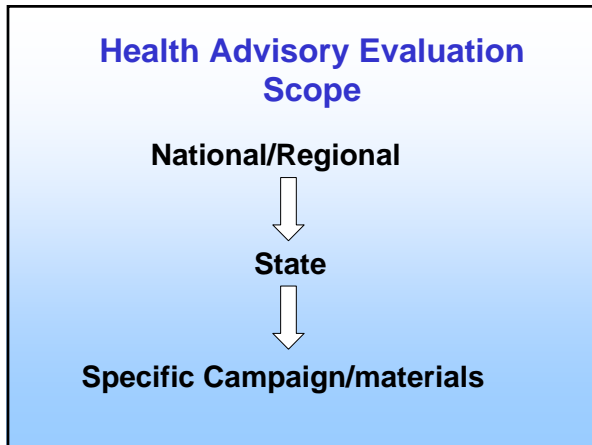 Health Advisory Evaluation
Scope
National/Regional
State
Specific Campaign/materials